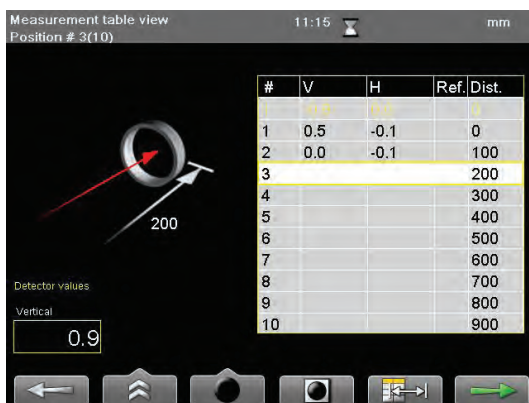 Measurement table view
Position # 3(10)
11:15
mm
# V H Ref. Dist.
1 0.5 -0.1 0
2 0.0 -0.1 100
3 200
4 300
5 400
6 500
7 600
8 700
9 800
10 900
200
Detector values
Vertical
0.9